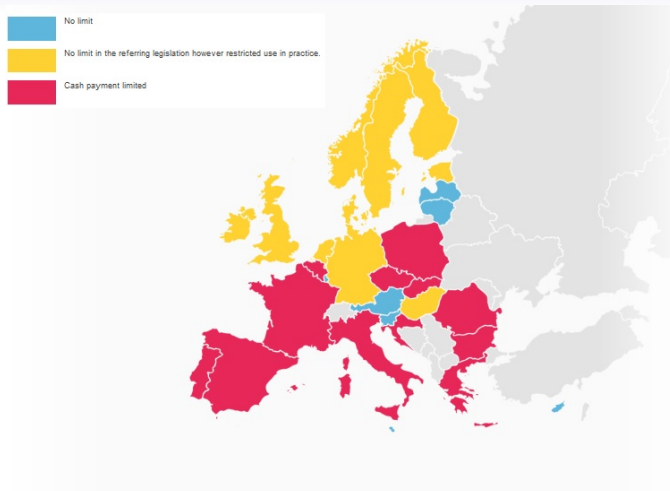 No limit
No limit in the referring legislation however restricted use in practice.
Cash payment limited